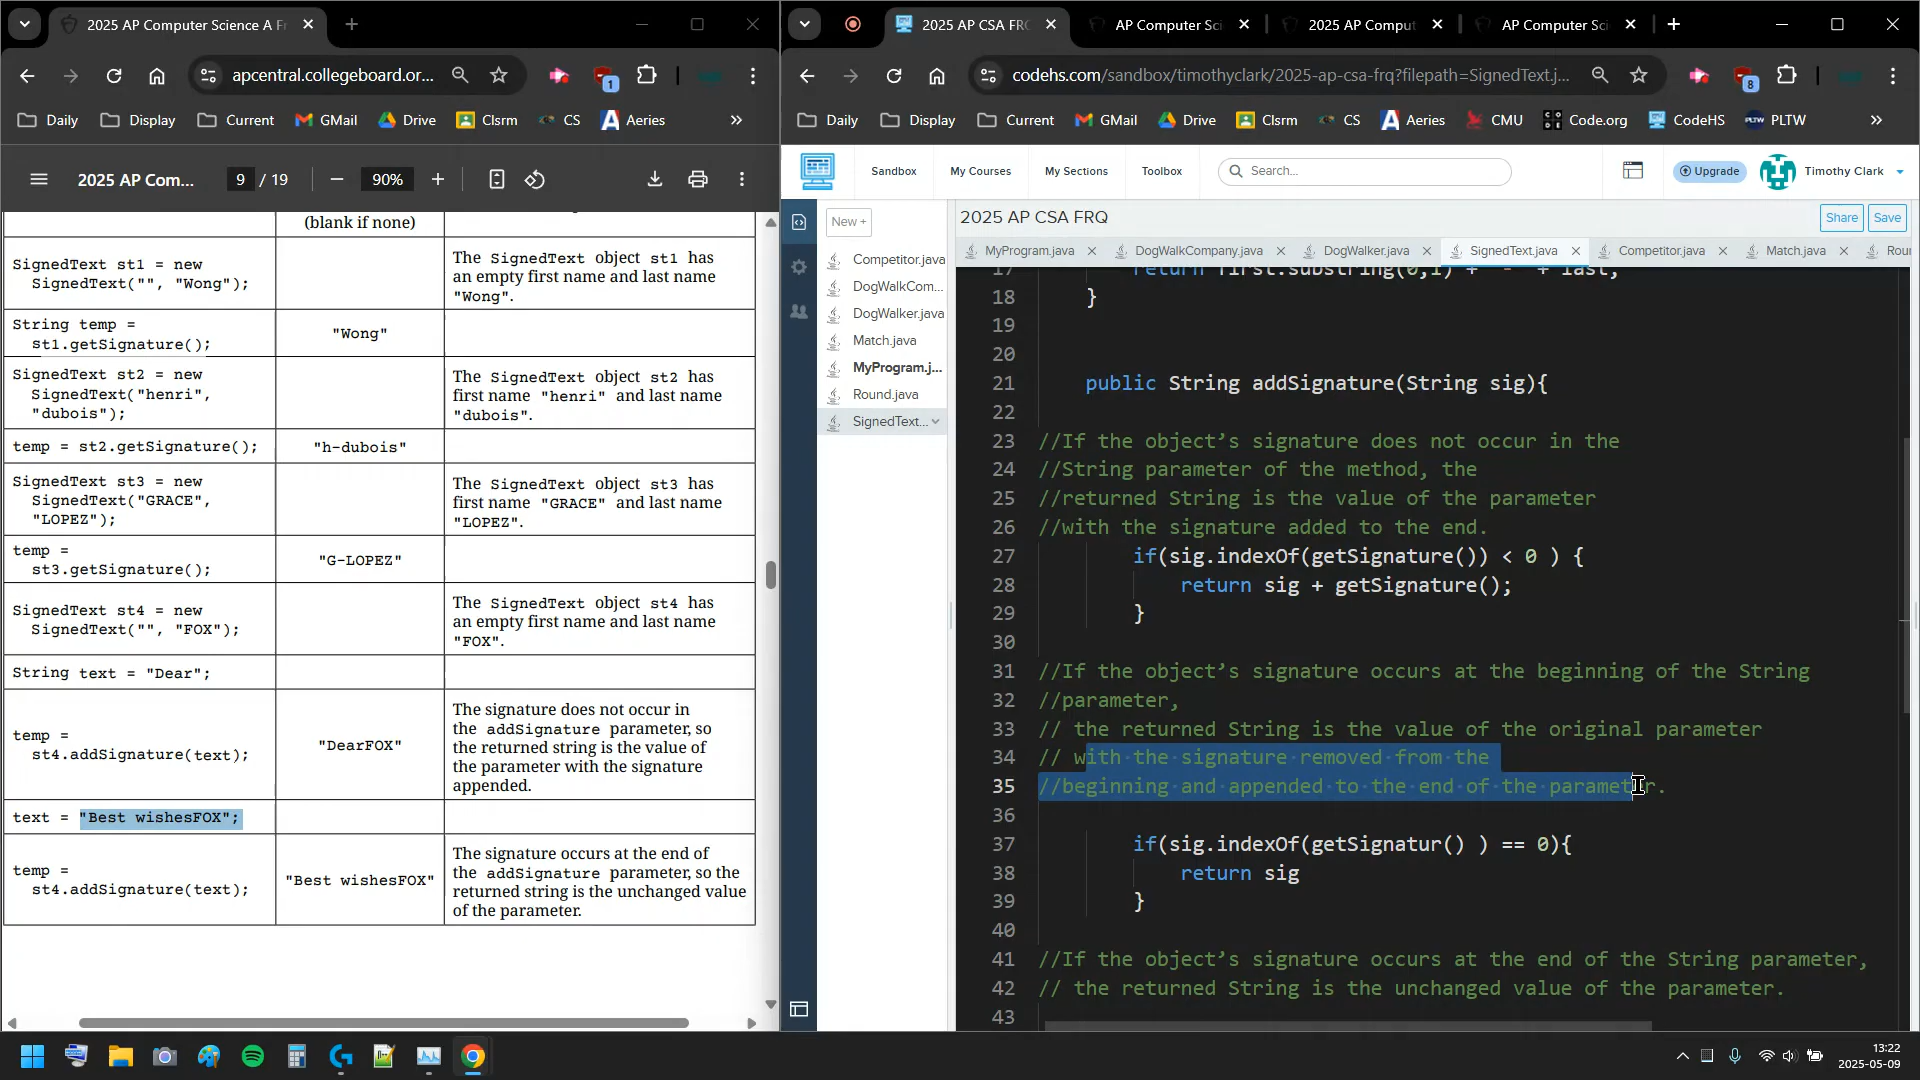 2025 AP Computer Science A Fr
2025 AP CSA FRQ
AP Computer Sci
2025 AP Comput
AP Computer Sci
apcentral.collegeboard.or...
1
codehs.com/sandbox/timothyclark/2025-ap-csa-frq?filepath=SignedText.j...
8
Daily
Display
Current
GMail
Drive
Clsrm
CS
Aeries
Daily
Display
Current
GMail
Drive
Clsrm
CS
Aeries
CMU
Code.org
CodeHS
PLTW
2025 AP Com...
9 / 19
90%
Sandbox
My Courses
My Sections
Toolbox
Search...
Upgrade
Timothy Clark
New +
2025 AP CSA FRQ
Share
Save
MyProgram.java
DogWalkCompany.java
DogWalker.java
SignedText.java
Competitor.java
Match.java
Rou
Competitor.java
DogWalkCom...
DogWalker.java
Match.java
MyProgram.j...
Round.java
SignedText...
(blank if none)
SignedText st1 = new
SignedText("", "Wong");
The SignedText object st1 has
an empty first name and last name
"Wong".
String temp =
st1.getSignature();
"Wong"
SignedText st2 = new
SignedText("henri",
"dubois");
The SignedText object st2 has
first name "henri" and last name
"dubois".
temp = st2.getSignature();
"h-dubois"
SignedText st3 = new
SignedText("GRACE",
"LOPEZ");
The SignedText object st3 has
first name "GRACE" and last name
"LOPEZ".
temp =
st3.getSignature();
"G-LOPEZ"
SignedText st4 = new
SignedText("", "FOX");
The SignedText object st4 has
an empty first name and last name
"FOX".
String text = "Dear";
temp =
st4.addSignature(text);
"DearFOX"
The signature does not occur in
the addSignature parameter, so
the returned string is the value of
the parameter with the signature
appended.
text = "Best wishesFOX";
temp =
st4.addSignature(text);
"Best wishesFOX"
The signature occurs at the end of
the addSignature parameter, so the
returned string is the unchanged value
of the parameter.
17 return first.substring(0,1) + "-" + last;
18 }
19
20
21 public String addSignature(String sig){
22
23 //If the object’s signature does not occur in the
24 //String parameter of the method, the
25 //returned String is the value of the parameter
26 //with the signature added to the end.
27 if(sig.indexOf(getSignature()) < 0 ) {
28 return sig + getSignature();
29 }
30
31 //If the object’s signature occurs at the beginning of the String
32 //parameter,
33 // the returned String is the value of the original parameter
34 // with the signature removed from the
35 //beginning and appended to the end of the parameter.
36
37 if(sig.indexOf(getSignatur() ) == 0){
38 return sig
39 }
40
41 //If the object’s signature occurs at the end of the String parameter,
42 // the returned String is the unchanged value of the parameter.
43
13:22
2025-05-09